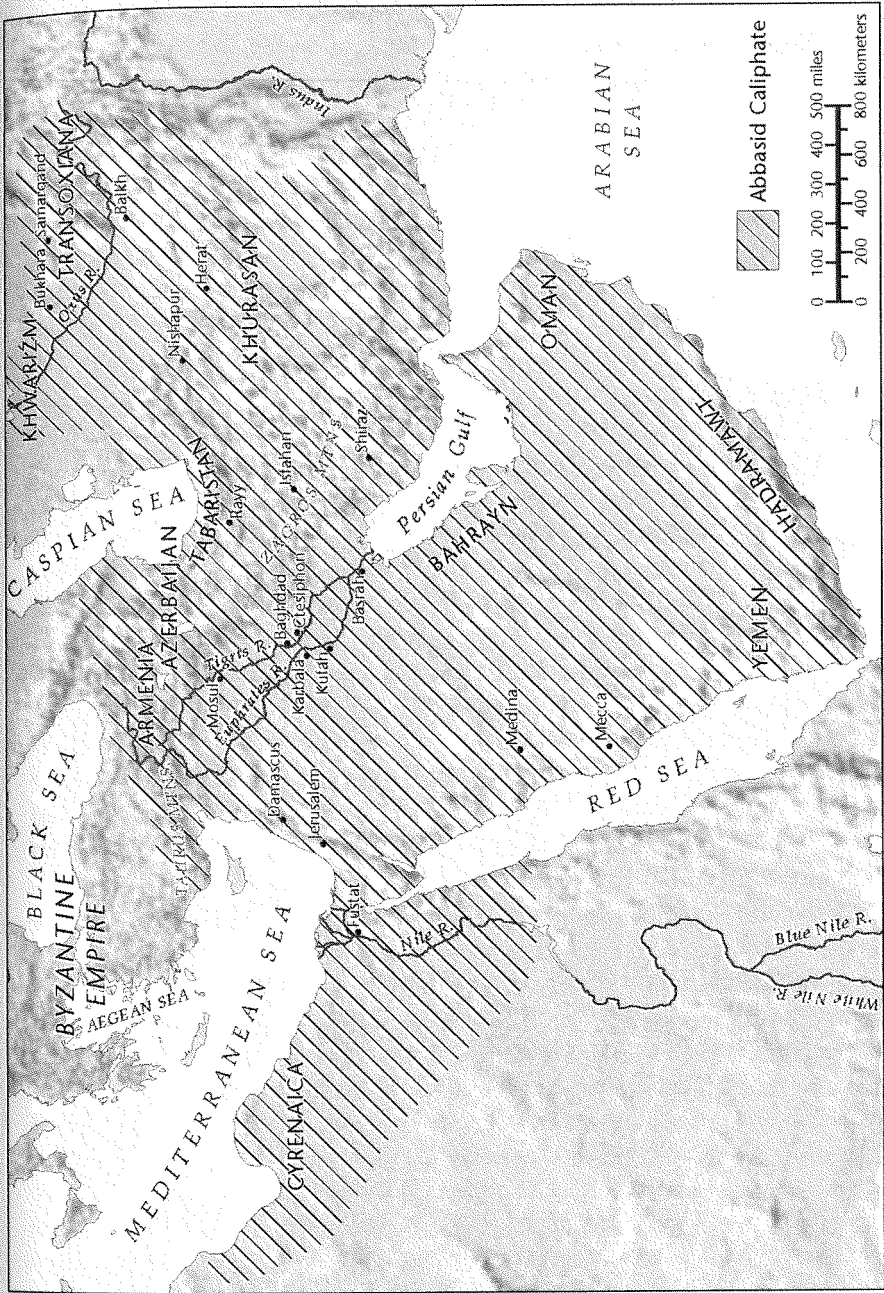 BLACK SEA
BYZANTINE
EMPIRE
AEGEAN SEA
MEDITERRANEAN SEA
CYRENAICA
TAURUS MTNS
ARMENIA
AZERBAIJAN
CASPIAN SEA
TABARISTAN
Rayy
KHWARIZM
Bukhara
Samarqand
TRANSOXIANA
Oxus R.
Balkh
Nishapur
Herat
KHURASAN
Indus R.
Mosul
Tigris R.
Euphrates R.
Baghdad
Ctesiphon
Karbala
Kufah
Basrah
ZAGROS MTNS
Isfahan
Shiraz
Damascus
Jerusalem
Fustat
Nile R.
Persian Gulf
BAHRAYN
OMAN
Medina
Mecca
RED SEA
YEMEN
HADRAMAWT
ARABIAN
SEA
White Nile R.
Blue Nile R.
Abbasid Caliphate
0 100 200 300 400 500 miles
0 200 400 600 800 kilometers